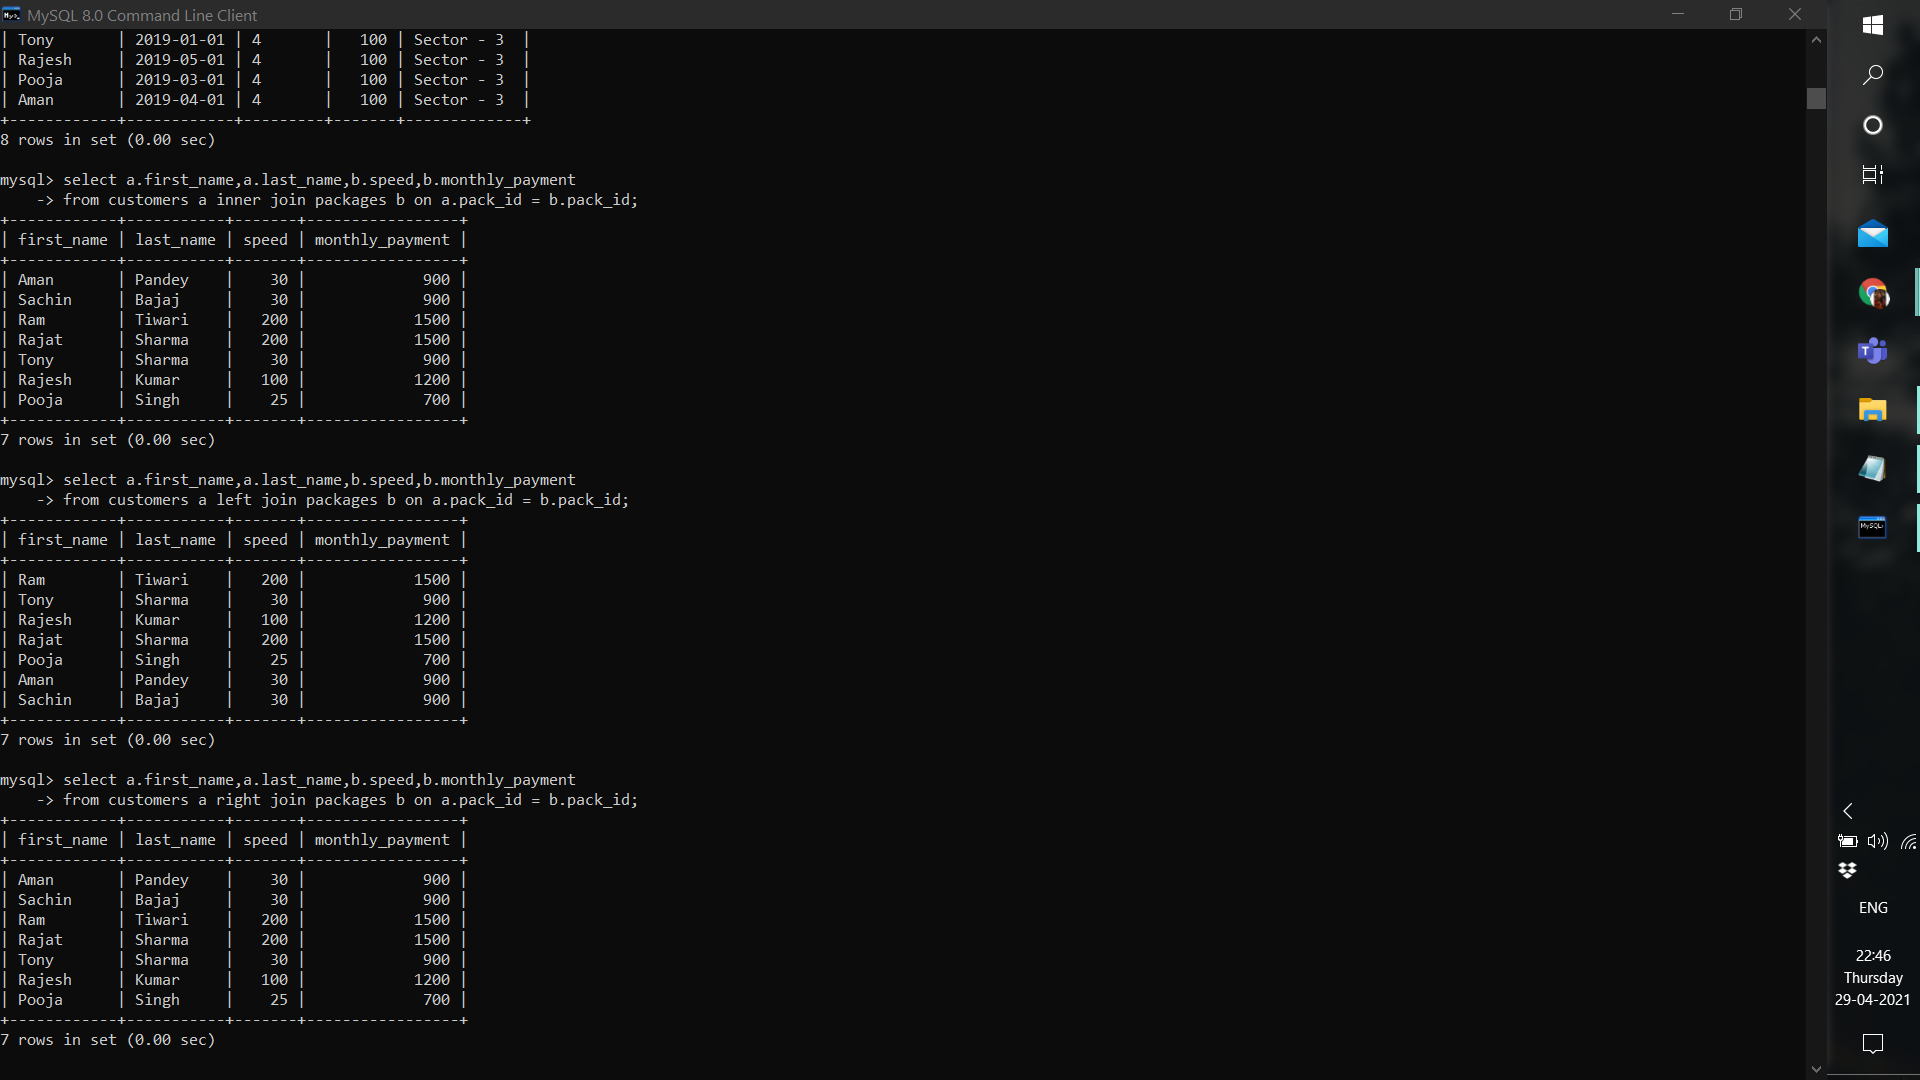 MySQL 8.0 Command Line Client
| Tony       | 2019-01-01 | 4       |   100 | Sector - 3  |
| Rajesh     | 2019-05-01 | 4       |   100 | Sector - 3  |
| Pooja      | 2019-03-01 | 4       |   100 | Sector - 3  |
| Aman       | 2019-04-01 | 4       |   100 | Sector - 3  |
+------------+------------+---------+-------+-------------+
8 rows in set (0.00 sec)
mysql> select a.first_name,a.last_name,b.speed,b.monthly_payment
    -> from customers a inner join packages b on a.pack_id = b.pack_id;
+------------+-----------+-------+-----------------+
| first_name | last_name | speed | monthly_payment |
+------------+-----------+-------+-----------------+
| Aman       | Pandey    |    30 |             900 |
| Sachin     | Bajaj     |    30 |             900 |
| Ram        | Tiwari    |   200 |            1500 |
| Rajat      | Sharma    |   200 |            1500 |
| Tony       | Sharma    |    30 |             900 |
| Rajesh     | Kumar     |   100 |            1200 |
| Pooja      | Singh     |    25 |             700 |
+------------+-----------+-------+-----------------+
7 rows in set (0.00 sec)
mysql> select a.first_name,a.last_name,b.speed,b.monthly_payment
    -> from customers a left join packages b on a.pack_id = b.pack_id;
+------------+-----------+-------+-----------------+
| first_name | last_name | speed | monthly_payment |
+------------+-----------+-------+-----------------+
| Ram        | Tiwari    |   200 |            1500 |
| Tony       | Sharma    |    30 |             900 |
| Rajesh     | Kumar     |   100 |            1200 |
| Rajat      | Sharma    |   200 |            1500 |
| Pooja      | Singh     |    25 |             700 |
| Aman       | Pandey    |    30 |             900 |
| Sachin     | Bajaj     |    30 |             900 |
+------------+-----------+-------+-----------------+
7 rows in set (0.00 sec)
mysql> select a.first_name,a.last_name,b.speed,b.monthly_payment
    -> from customers a right join packages b on a.pack_id = b.pack_id;
+------------+-----------+-------+-----------------+
| first_name | last_name | speed | monthly_payment |
+------------+-----------+-------+-----------------+
| Aman       | Pandey    |    30 |             900 |
| Sachin     | Bajaj     |    30 |             900 |
| Ram        | Tiwari    |   200 |            1500 |
| Rajat      | Sharma    |   200 |            1500 |
| Tony       | Sharma    |    30 |             900 |
| Rajesh     | Kumar     |   100 |            1200 |
| Pooja      | Singh     |    25 |             700 |
+------------+-----------+-------+-----------------+
7 rows in set (0.00 sec)
ENG
22:46
Thursday
29-04-2021